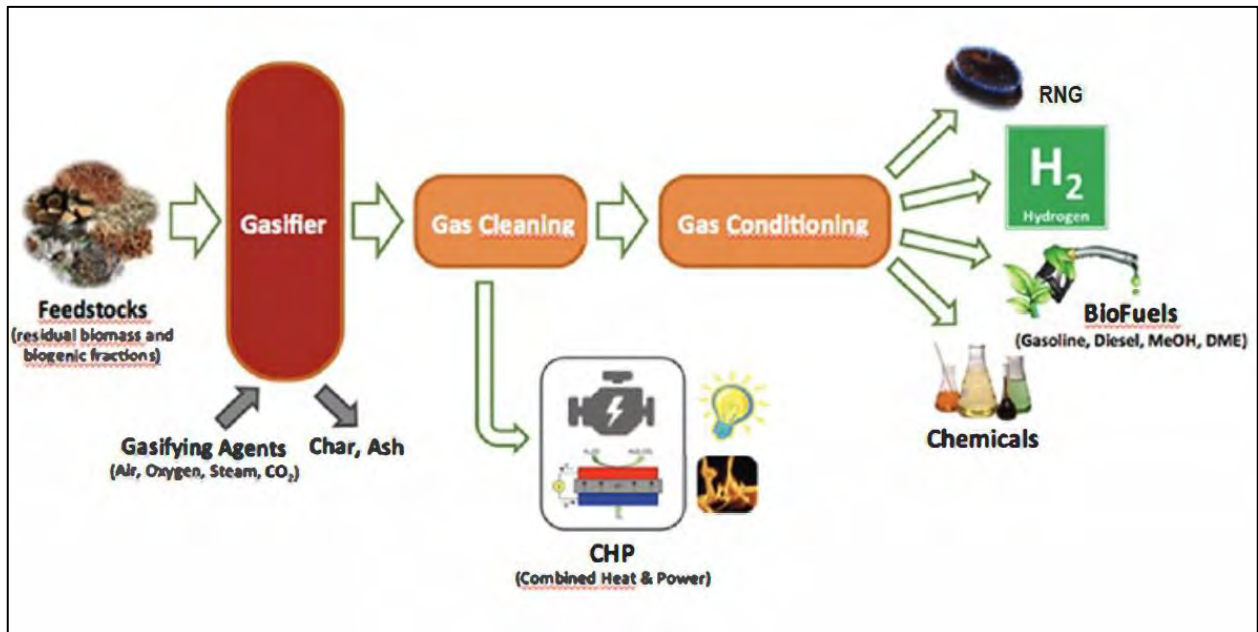 Feedstocks
(residual biomass and
biogenic fractions)
Gasifier
Gasifying Agents
(Air, Oxygen, Steam, CO₂)
Char, Ash
Gas Cleaning
Gas Conditioning
CHP
(Combined Heat & Power)
RNG
H₂
Hydrogen
BioFuels
(Gasoline, Diesel, MeOH, DME)
Chemicals